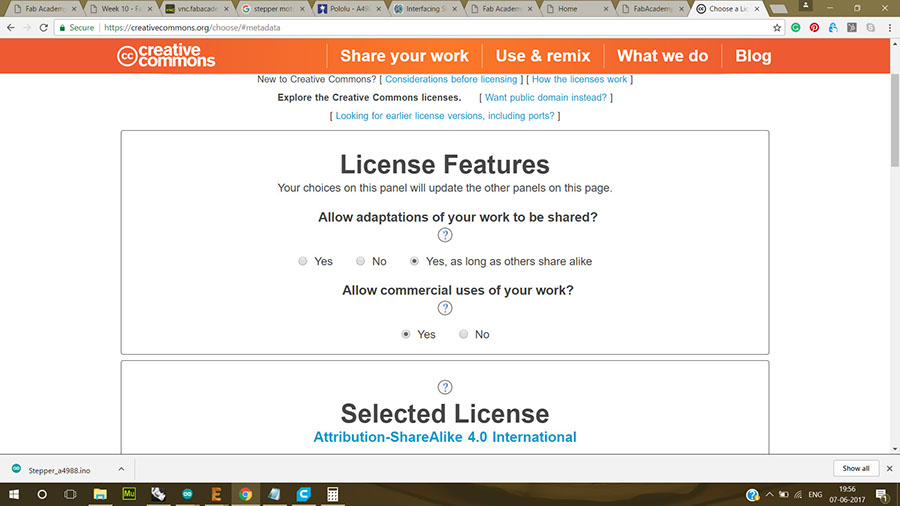 Fab Academ
Week 10 - Fa
vnc.fabacade
stepper mot
Pololu - A498
Interfacing S
Fab Academ
Home
FabAcademy
Choose a Lic
Secure https://creativecommons.org/choose/#metadata
cc creative commons
Share your work
Use & remix
What we do
Blog
New to Creative Commons? [ Considerations before licensing ] [ How the licenses work ]
Explore the Creative Commons licenses. [ Want public domain instead? ]
[ Looking for earlier license versions, including ports? ]
License Features
Your choices on this panel will update the other panels on this page.
Allow adaptations of your work to be shared?
?
Yes No Yes, as long as others share alike
Allow commercial uses of your work?
?
Yes No
?
Selected License
Attribution-ShareAlike 4.0 International
Stepper_a4988.ino
Show all
Mu
ENG
19:56
07-06-2017